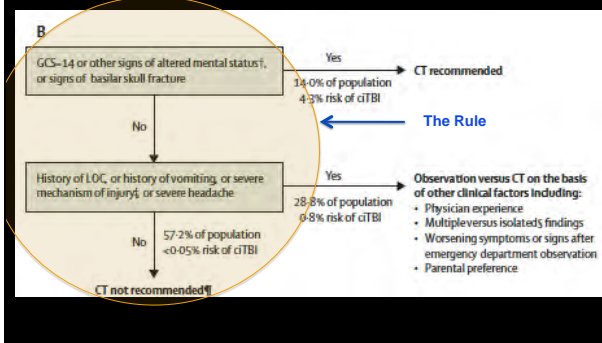 B
GCS=14 or other signs of altered mental status†,
or signs of basilar skull fracture
Yes
14·0% of population
4·3% risk of ciTBI
CT recommended
The Rule
No
History of LOC, or history of vomiting, or severe
mechanism of injury‡, or severe headache
Yes
28·8% of population
0·8% risk of ciTBI
Observation versus CT on the basis
of other clinical factors including:
• Physician experience
• Multiple versus isolated§ findings
• Worsening symptoms or signs after
emergency department observation
• Parental preference
No
57·2% of population
<0·05% risk of ciTBI
CT not recommended¶